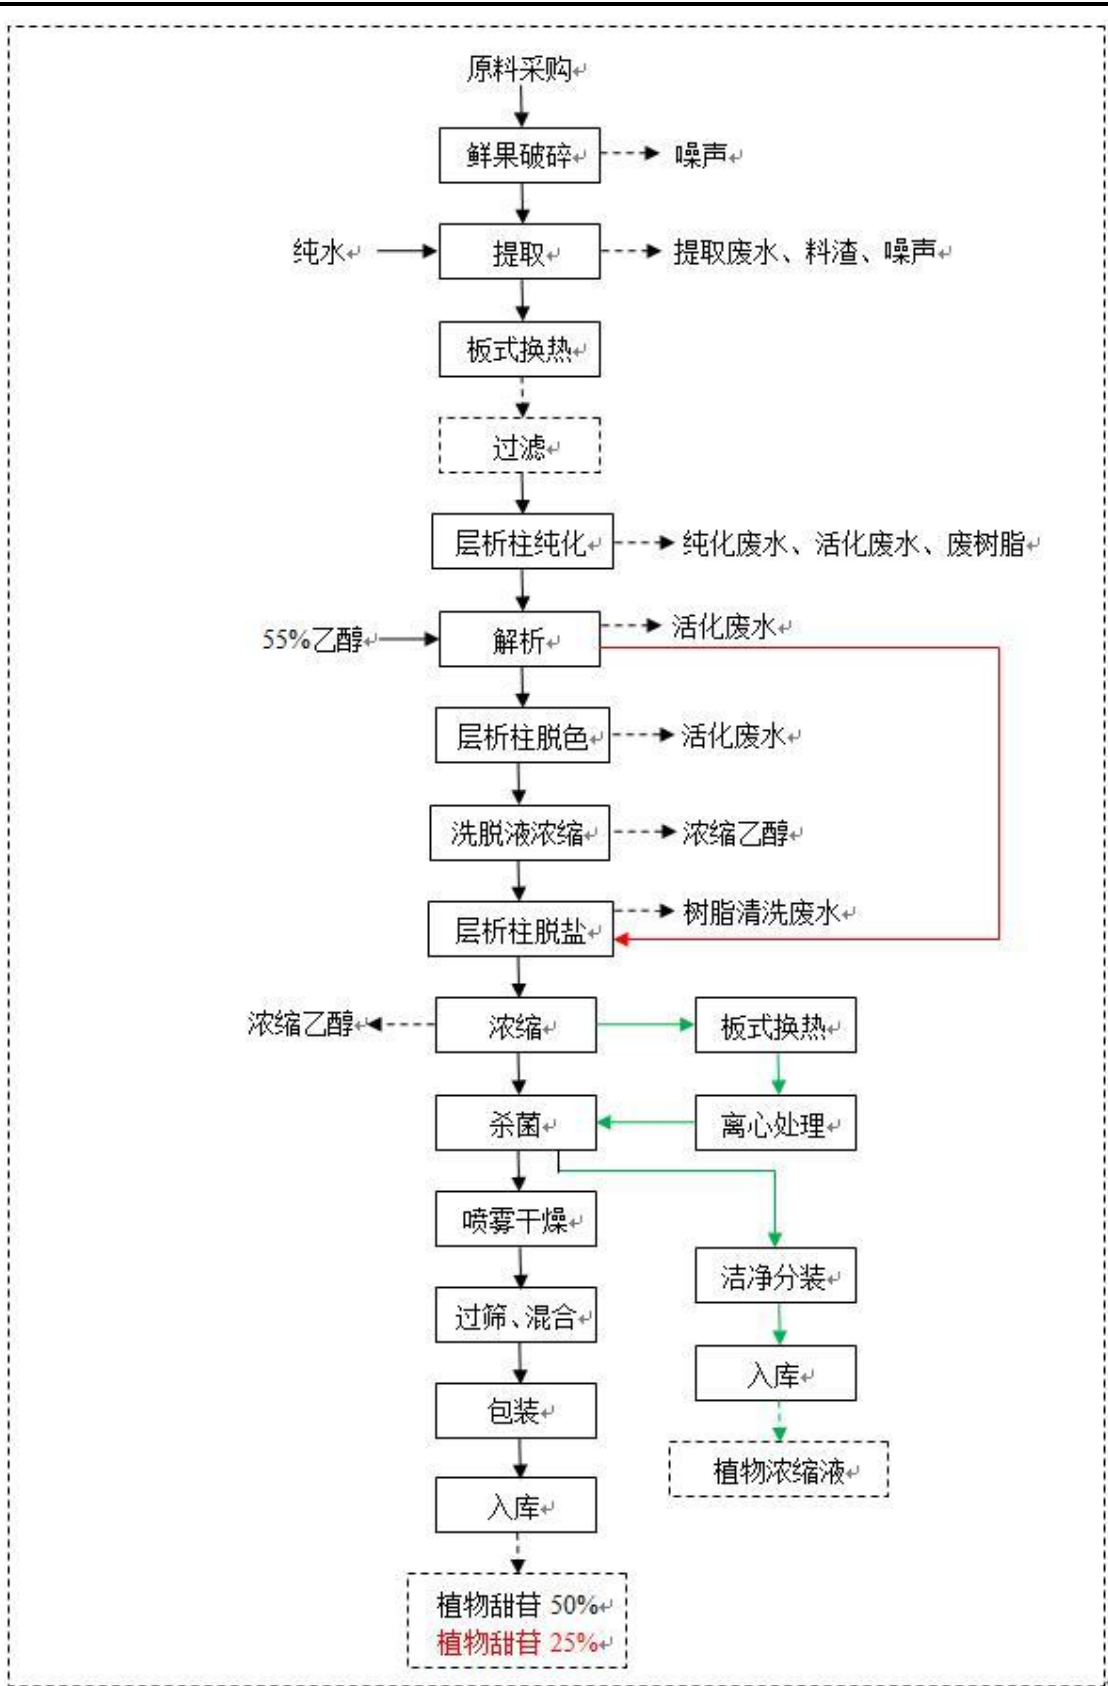 原料采购
鲜果破碎 噪声
纯水 提取 提取废水、料渣、噪声
板式换热
过滤
层析柱纯化 纯化废水、活化废水、废树脂
55%乙醇 解析 活化废水
层析柱脱色 活化废水
洗脱液浓缩 浓缩乙醇
层析柱脱盐 树脂清洗废水
浓缩乙醇 浓缩 板式换热
杀菌 离心处理
喷雾干燥
洁净分装
过筛、混合
入库
包装
植物浓缩液
入库
植物甜苷 50%
植物甜苷 25%